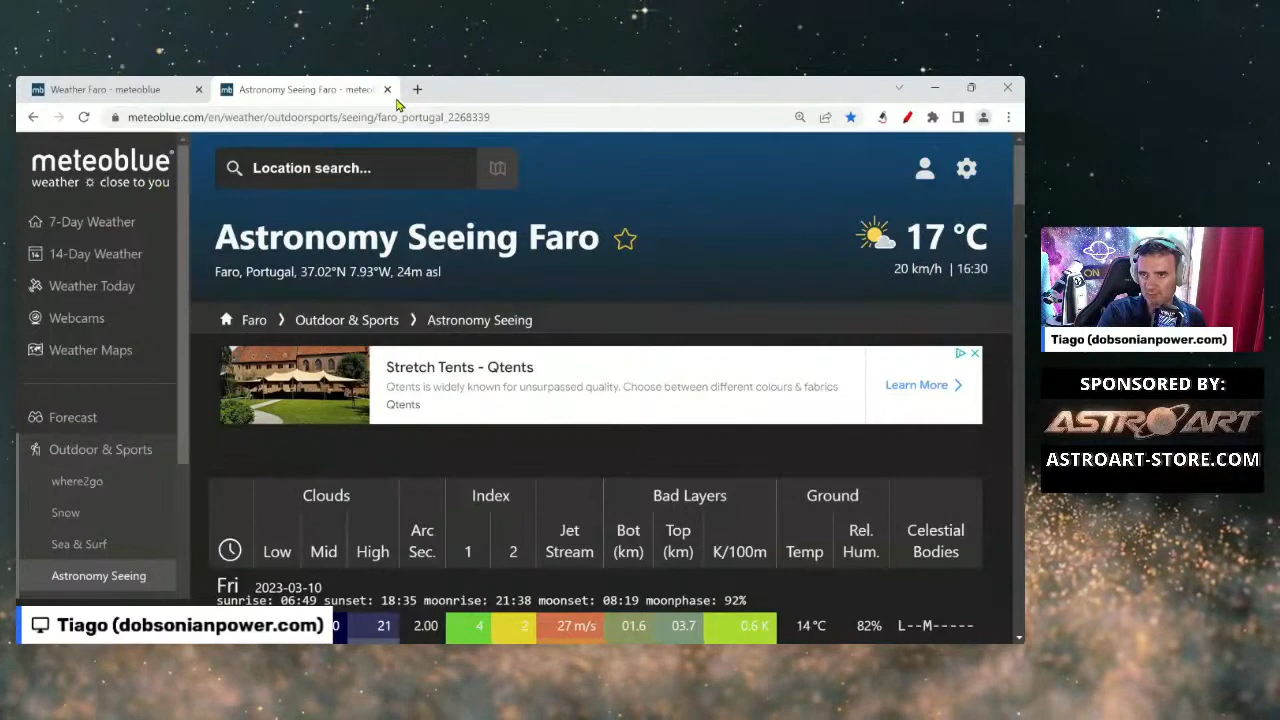 Weather Faro - meteoblue
Astronomy Seeing Faro - meteo
meteoblue.com/en/weather/outdoorsports/seeing/faro_portugal_2268339
meteoblue®
weather close to you
7-Day Weather
14-Day Weather
Weather Today
Webcams
Weather Maps
Forecast
Outdoor & Sports
where2go
Snow
Sea & Surf
Astronomy Seeing
Location search...
Astronomy Seeing Faro
Faro, Portugal, 37.02°N 7.93°W, 24m asl
17 °C
20 km/h | 16:30
Faro > Outdoor & Sports > Astronomy Seeing
Stretch Tents - Qtents
Qtents is widely known for unsurpassed quality. Choose between different colours & fabrics
Qtents
Learn More
Clouds Index Bad Layers Ground
Low Mid High Arc Sec. 1 2 Jet Stream Bot (km) Top (km) K/100m Temp Rel. Hum. Celestial Bodies
Fri 2023-03-10
sunrise: 06:49 sunset: 18:35 moonrise: 21:38 moonset: 08:19 moonphase: 92%
0 21 2.00 4 2 27 m/s 01.6 03.7 0.6 K 14 °C 82% L--M-----
Tiago (dobsonianpower.com)
ON
Tiago (dobsonianpower.com)
SPONSORED BY:
ASTROART
ASTROART-STORE.COM